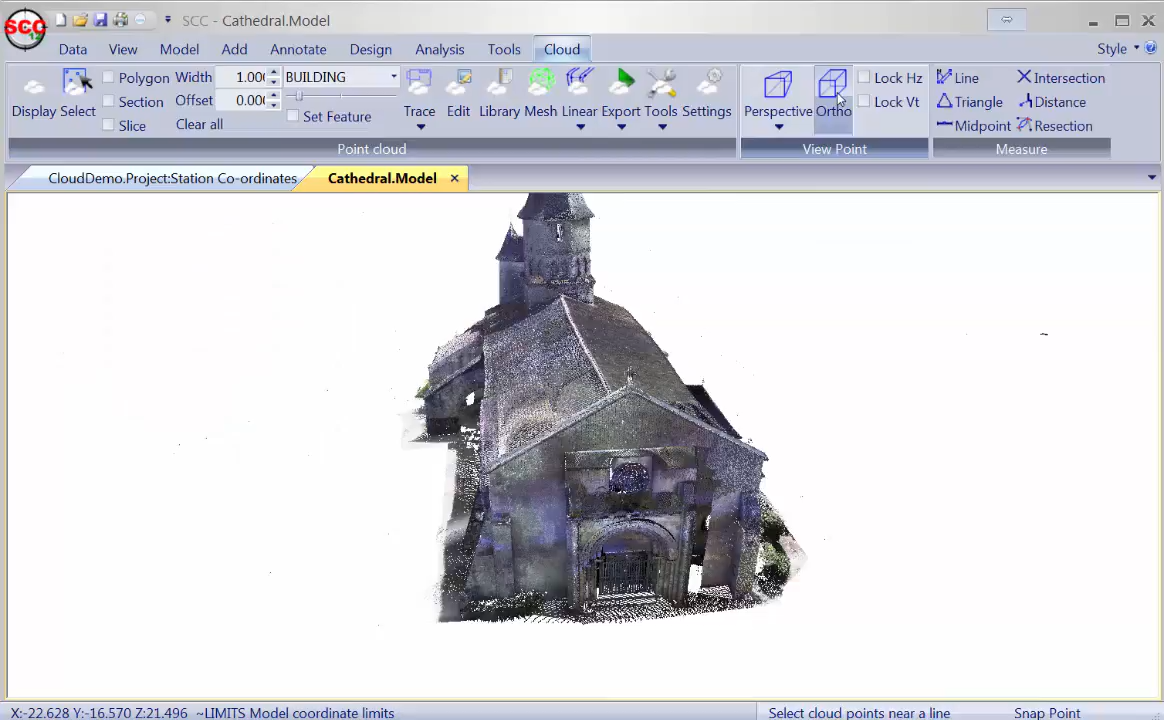 SCC - Cathedral.Model
SCC
Data View Model Add Annotate Design Analysis Tools Cloud Style
Polygon Width 1.000 BUILDING
Section Offset 0.000
Slice Clear all Set Feature
Display Select Trace Edit Library Mesh Linear Export Tools Settings
Point cloud
Perspective Ortho
Lock Hz
Lock Vt
View Point
Line Intersection
Triangle Distance
Midpoint Resection
Measure
CloudDemo.Project:Station Co-ordinates Cathedral.Model
X:-22.628 Y:-16.570 Z:21.496 ~LIMITS Model coordinate limits Select cloud points near a line Snap Point